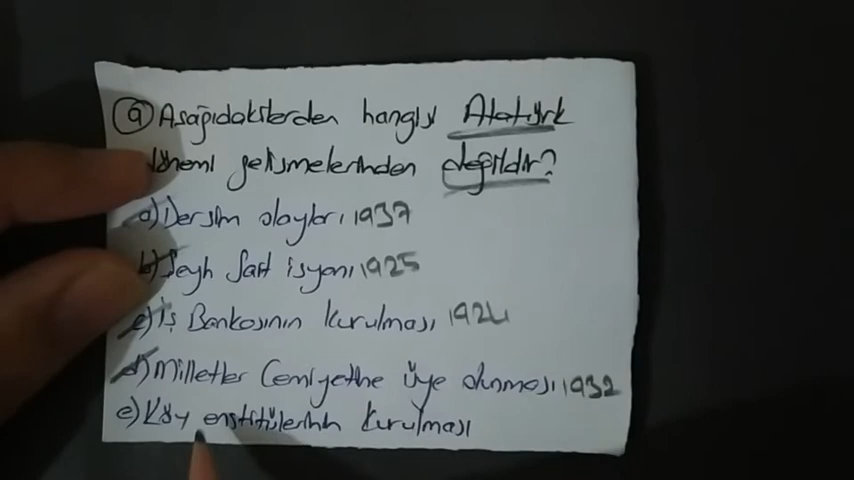 9 Aşağıdakilerden hangisi Atatürk
dönemi gelişmelerinden değildir?
a) Dersim olayları 1937
b) Şeyh Sait isyanı 1925
c) İş Bankasının kurulması 1924
d) Milletler Cemiyetine üye olunması 1932
e) Köy enstitülerinin kurulması